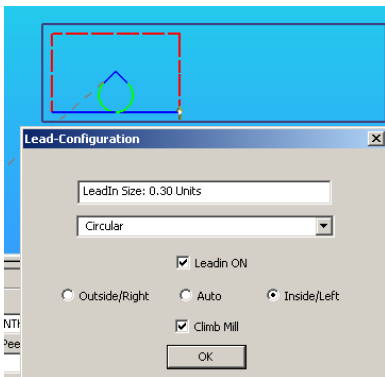 Lead-Configuration
LeadIn Size: 0.30 Units
Circular
Leadin ON
Outside/Right Auto Inside/Left
Climb Mill
OK